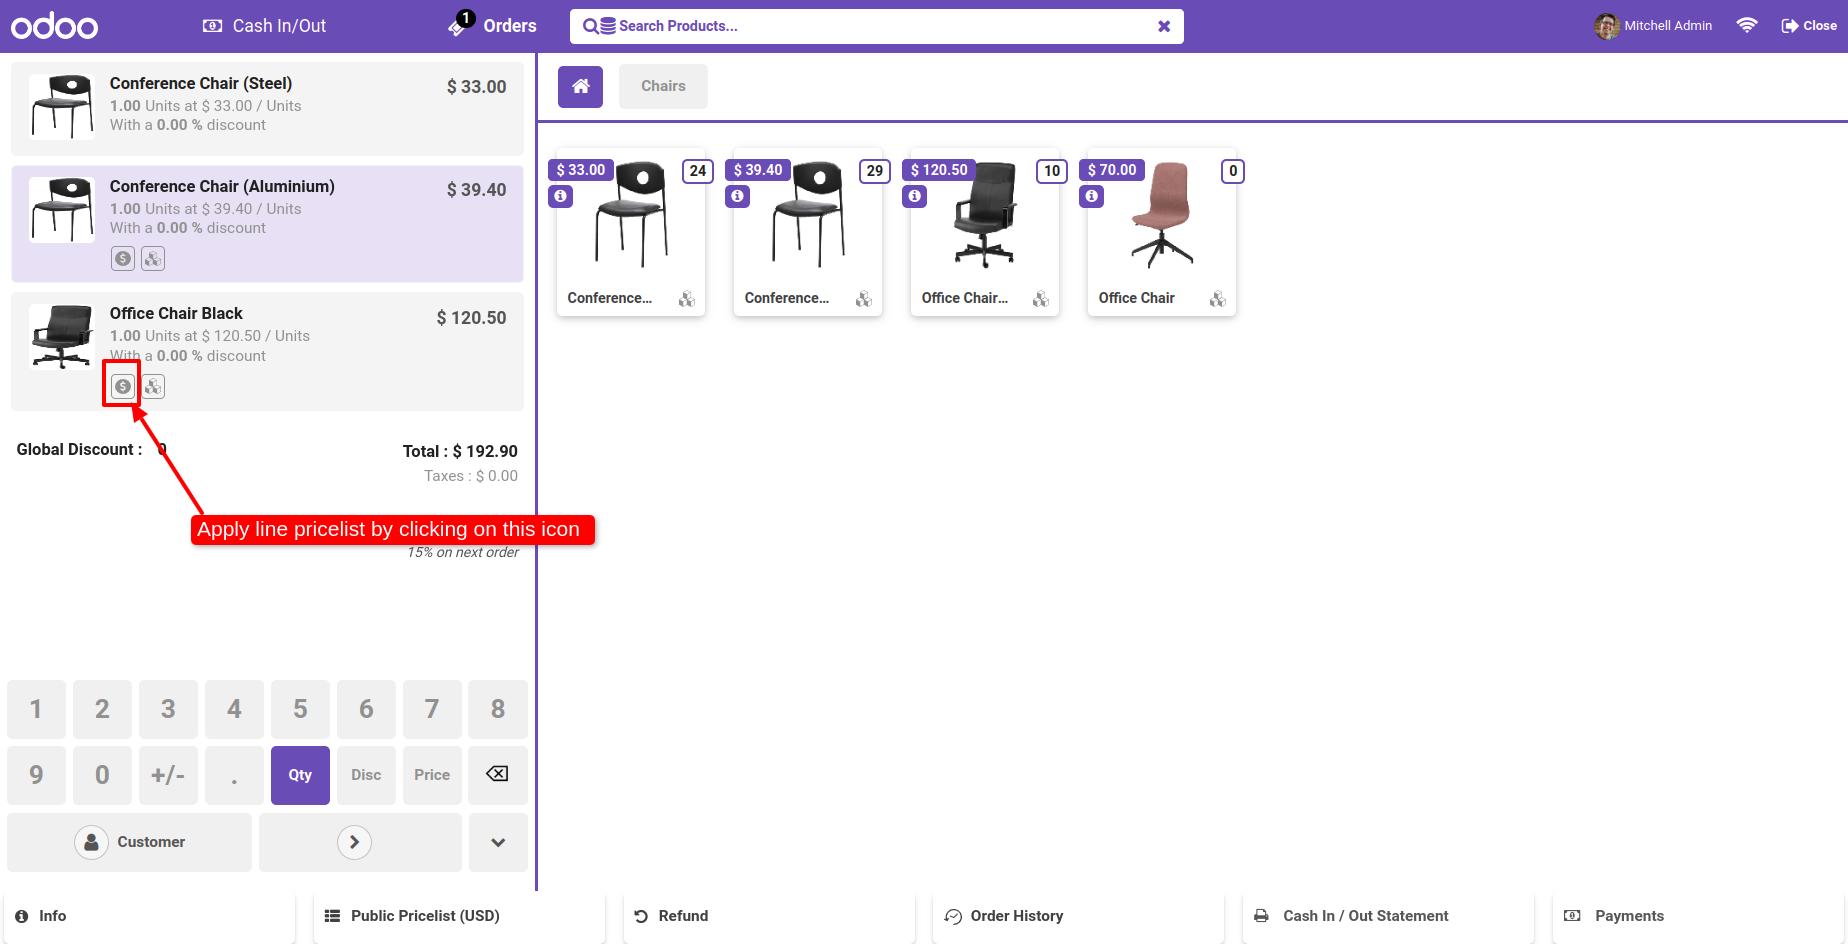 odoo
Cash In/Out
1
Orders
Search Products...
Mitchell Admin
Close
Conference Chair (Steel)
$ 33.00
1.00 Units at $ 33.00 / Units
With a 0.00 % discount
Conference Chair (Aluminium)
$ 39.40
1.00 Units at $ 39.40 / Units
With a 0.00 % discount
$
Office Chair Black
$ 120.50
1.00 Units at $ 120.50 / Units
With a 0.00 % discount
$
Global Discount : 0
Total : $ 192.90
Taxes : $ 0.00
Apply line pricelist by clicking on this icon
15% on next order
1 2 3 4 5 6 7 8
9 0 +/- . Qty Disc Price
Customer
Chairs
$ 33.00
24
Conference...
$ 39.40
29
Conference...
$ 120.50
10
Office Chair...
$ 70.00
0
Office Chair
Info
Public Pricelist (USD)
Refund
Order History
Cash In / Out Statement
Payments